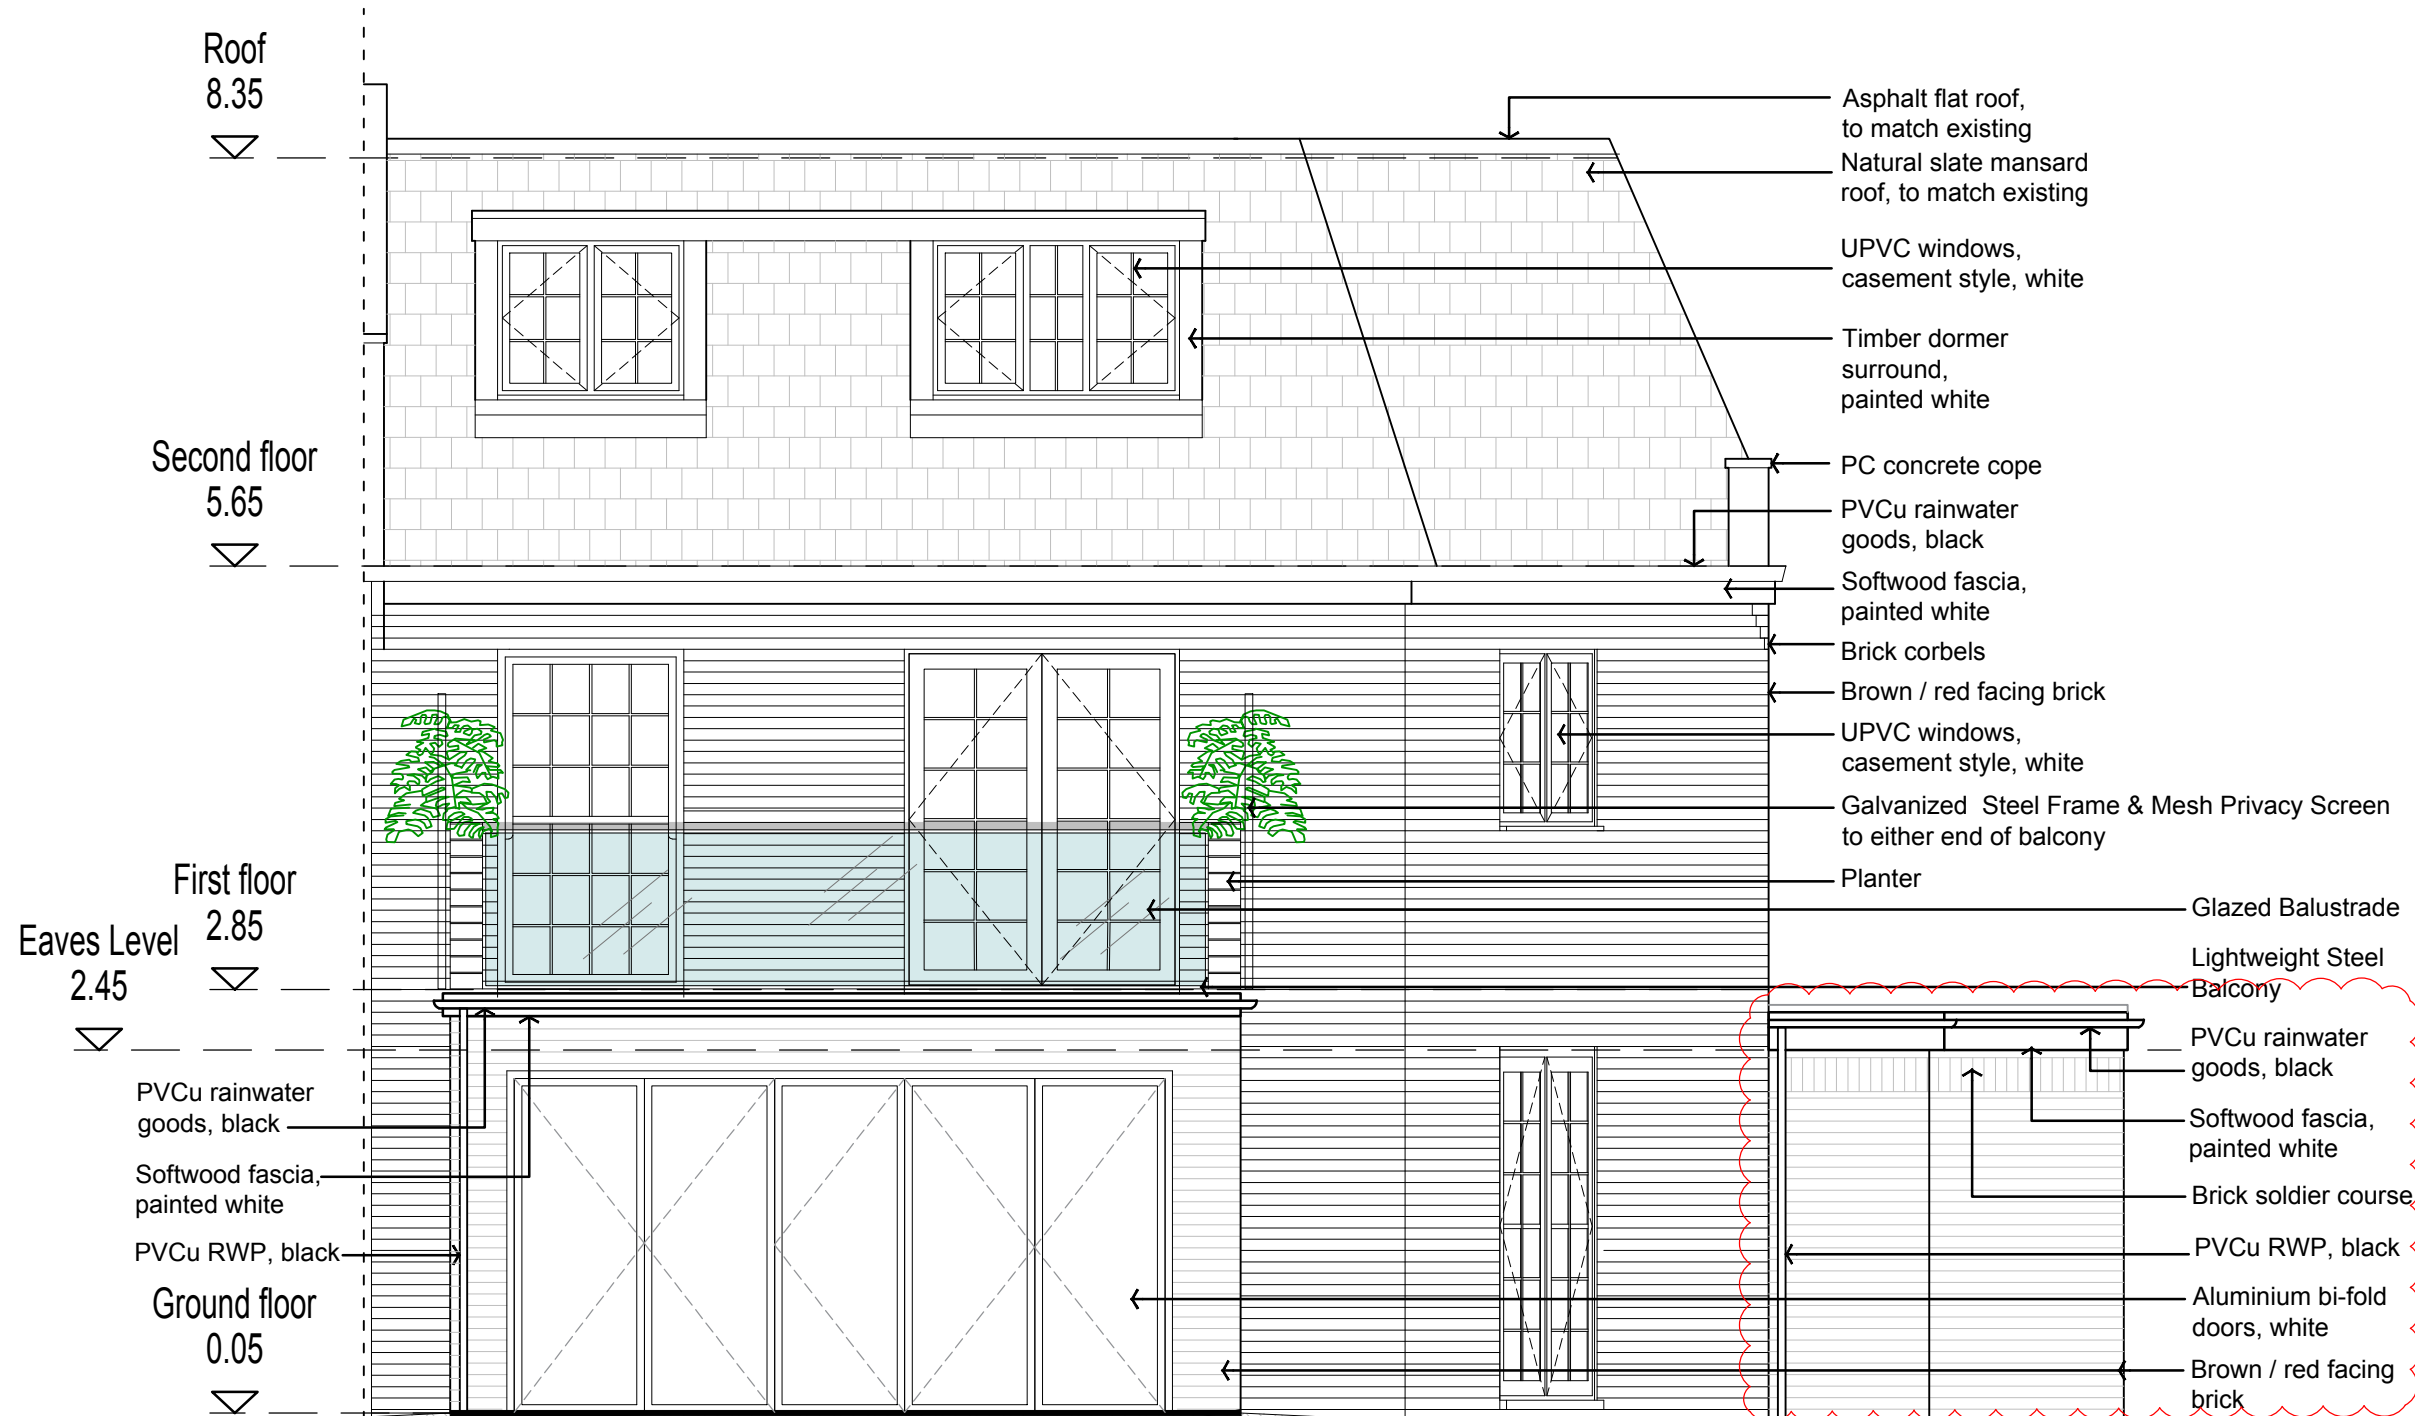 Roof
8.35
Second floor
5.65
First floor
2.85
Eaves Level
2.45
PVCu rainwater
goods, black
Softwood fascia,
painted white
PVCu RWP, black
Ground floor
0.05
Asphalt flat roof,
to match existing
Natural slate mansard
roof, to match existing
UPVC windows,
casement style, white
Timber dormer
surround,
painted white
PC concrete cope
PVCu rainwater
goods, black
Softwood fascia,
painted white
Brick corbels
Brown / red facing brick
UPVC windows,
casement style, white
Galvanized Steel Frame & Mesh Privacy Screen
to either end of balcony
Planter
Glazed Balustrade
Lightweight Steel
Balcony
PVCu rainwater
goods, black
Softwood fascia,
painted white
Brick soldier course
PVCu RWP, black
Aluminium bi-fold
doors, white
Brown / red facing
brick